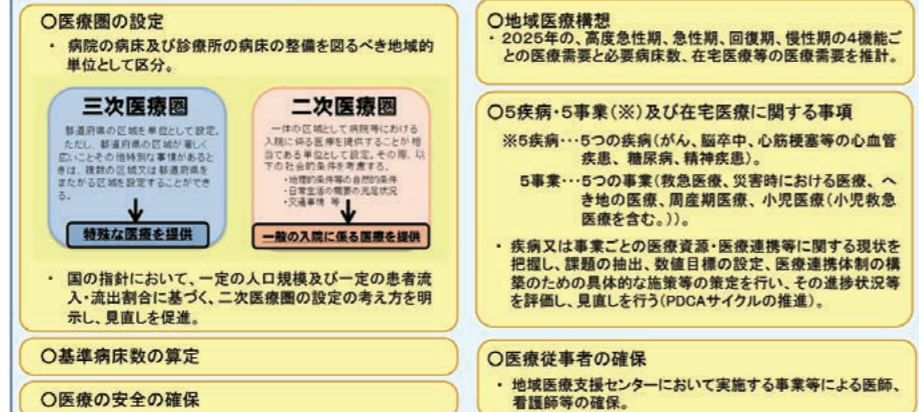 ○医療圏の設定
・ 病院の病床及び診療所の病床の整備を図るべき地域的
単位として区分。
三次医療圏
都道府県の区域を単位として設定。
ただし、都道府県の区域が著しく
広いことその他特別な事情があると
きは、複数の区域又は都道府県を
またがる区域を設定することができ
る。
特殊な医療を提供
二次医療圏
一体の区域として病院等における
入院に係る医療を提供することが相
当である単位として設定。その際、以
下の社会的条件を考慮する。
・地理的条件等の自然的条件
・日常生活の需要の充足状況
・交通事情 等
一般の入院に係る医療を提供
・ 国の指針において、一定の人口規模及び一定の患者流
入・流出割合に基づく、二次医療圏の設定の考え方を明
示し、見直しを促進。
○基準病床数の算定
○医療の安全の確保
○地域医療構想
・ 2025年の、高度急性期、急性期、回復期、慢性期の4機能ご
との医療需要と必要病床数、在宅医療等の医療需要を推計。
○5疾病・5事業(※)及び在宅医療に関する事項
※5疾病・・・5つの疾病(がん、脳卒中、心筋梗塞等の心血管
疾患、糖尿病、精神疾患)。
5事業・・・5つの事業(救急医療、災害時における医療、へ
き地の医療、周産期医療、小児医療(小児救急
医療を含む。))。
・ 疾病又は事業ごとの医療資源・医療連携等に関する現状を
把握し、課題の抽出、数値目標の設定、医療連携体制の構
築のための具体的な施策等の策定を行い、その進捗状況等
を評価し、見直しを行う(PDCAサイクルの推進)。
○医療従事者の確保
・ 地域医療支援センターにおいて実施する事業等による医師、
看護師等の確保。